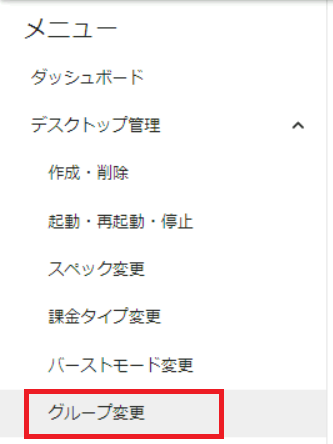 メニュー
ダッシュボード
デスクトップ管理
作成・削除
起動・再起動・停止
スペック変更
課金タイプ変更
バーストモード変更
グループ変更